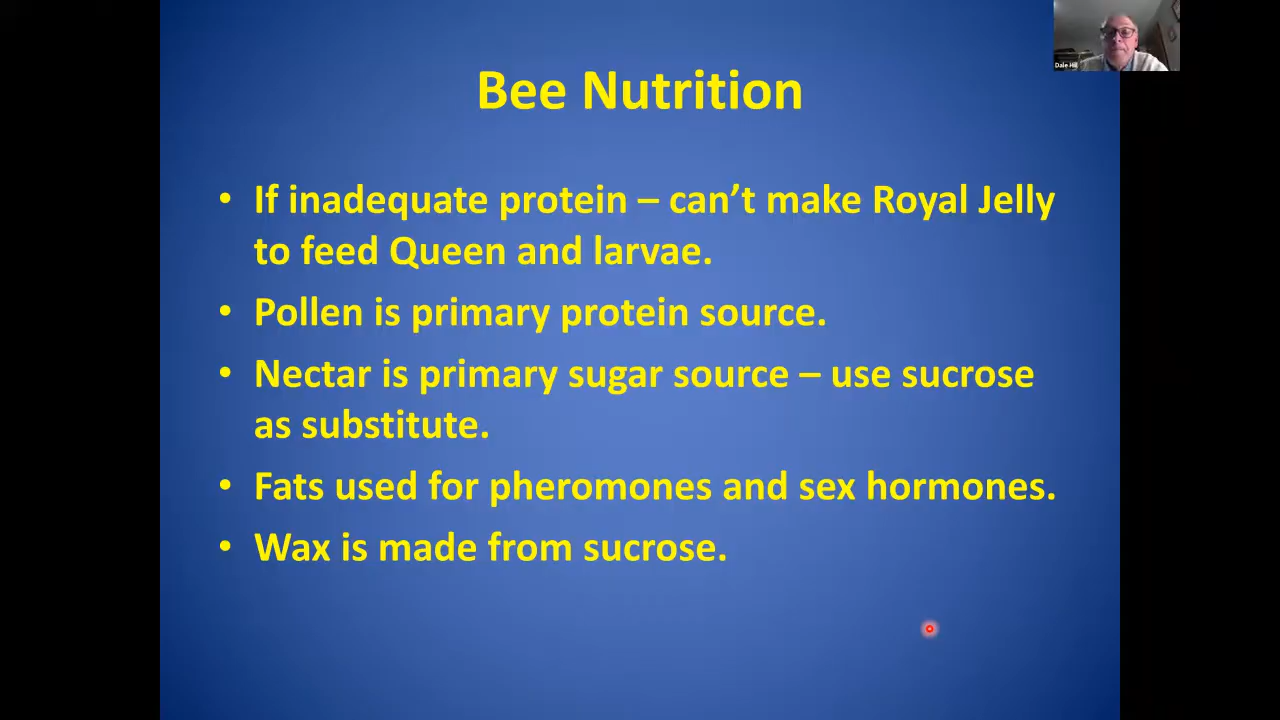 Dale Hill
Bee Nutrition
• If inadequate protein – can’t make Royal Jelly
to feed Queen and larvae.
• Pollen is primary protein source.
• Nectar is primary sugar source – use sucrose
as substitute.
• Fats used for pheromones and sex hormones.
• Wax is made from sucrose.